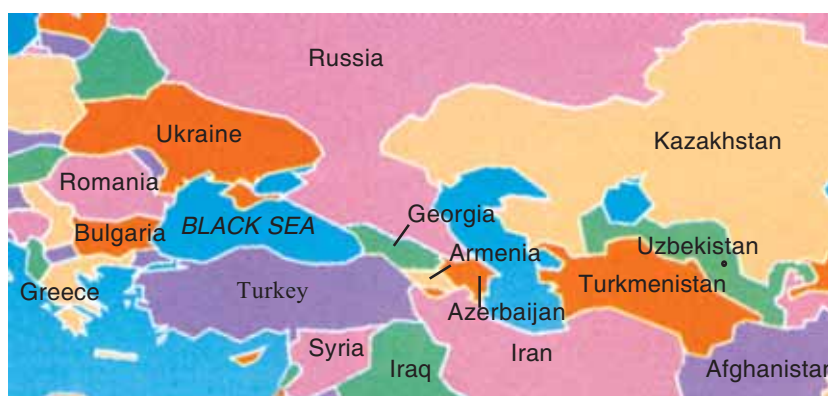 Russia
Ukraine
Kazakhstan
Romania
Georgia
BLACK SEA
Bulgaria
Uzbekistan
Armenia
Turkmenistan
Greece
Turkey
Azerbaijan
Syria
Iran
Iraq
Afghanistan